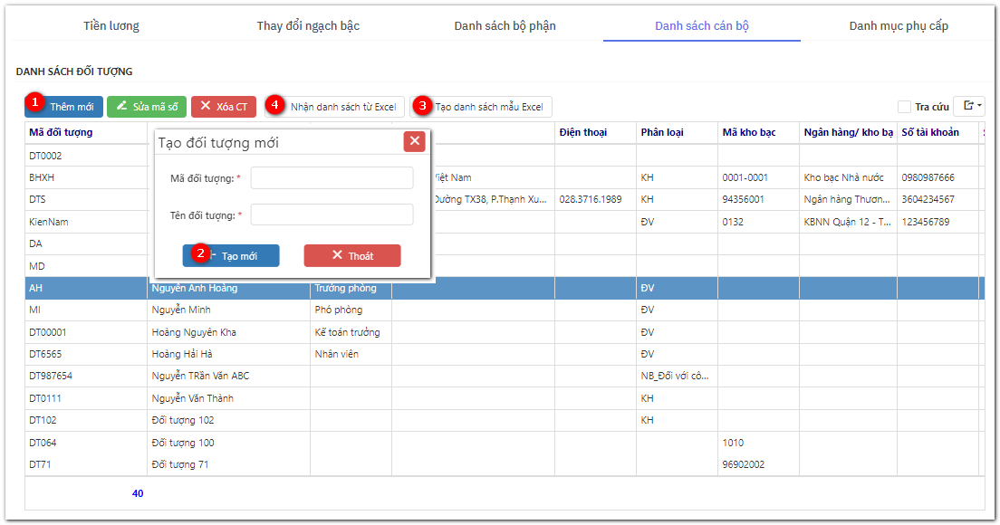 Tiền lương Thay đổi ngạch bậc Danh sách bộ phận Danh sách cán bộ Danh mục phụ cấp
DANH SÁCH ĐỐI TƯỢNG
1 Thêm mới Sửa mã số Xóa CT 4 Nhận danh sách từ Excel 3 Tạo danh sách mẫu Excel Tra cứu
Mã đối tượng Điện thoại Phân loại Mã kho bạc Ngân hàng/ kho bạ Số tài khoản
Tạo đối tượng mới
Mã đối tượng: *
Tên đối tượng: *
2 Tạo mới Thoát
DT0002
BHXH Việt Nam KH 0001-0001 Kho bạc Nhà nước 0980987666
DTS Đường TX38, P.Thạnh Xu... 028.3716.1989 KH 94356001 Ngân hàng Thươn... 3604234567
KienNam ĐV 0132 KBNN Quận 12 - T... 123456789
DA
MD
AH Nguyễn Anh Hoàng Trưởng phòng ĐV
MI Nguyễn Minh Phó phòng ĐV
DT00001 Hoàng Nguyên Kha Kế toán trưởng ĐV
DT6565 Hoàng Hải Hà Nhân viên ĐV
DT987654 Nguyễn TRần Văn ABC NB_Đối với cô...
DT0111 Nguyễn Văn Thành KH
DT102 Đối tượng 102 KH
DT064 Đối tượng 100 1010
DT71 Đối tượng 71 96902002
40